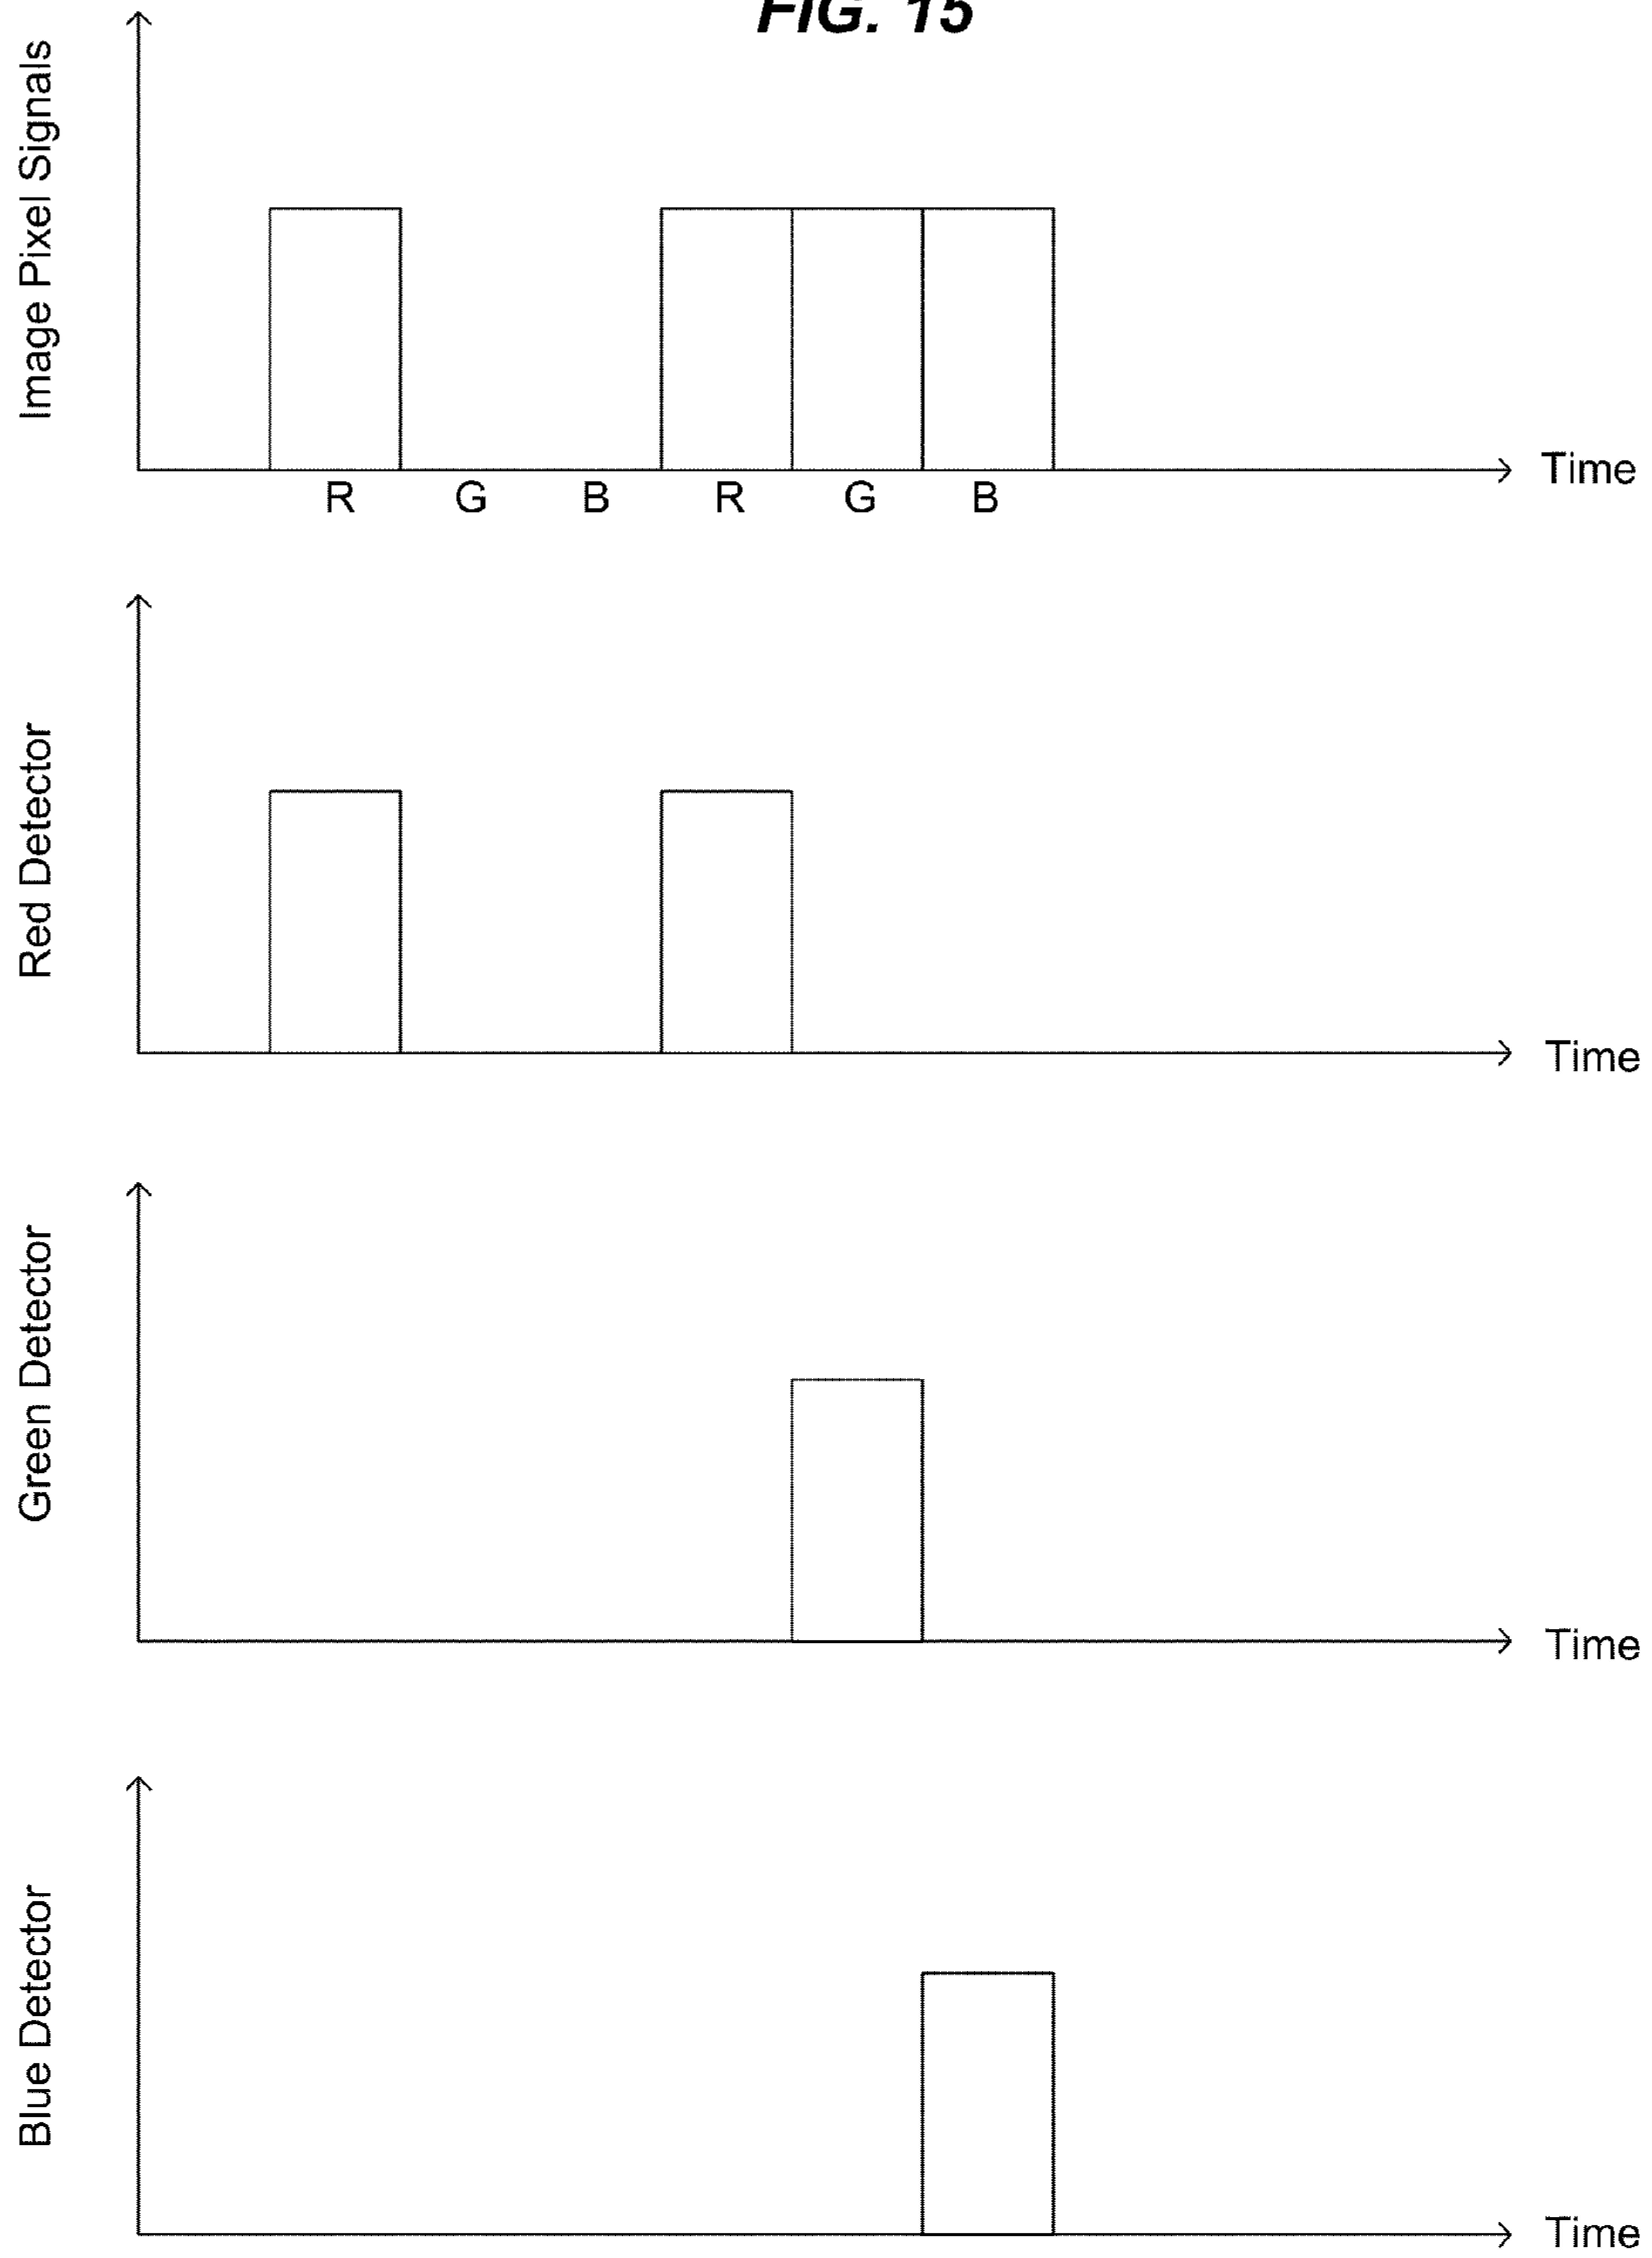 FIG. 15
Image Pixel Signals
Time
R G B R G B
Red Detector
Time
Green Detector
Time
Blue Detector
Time